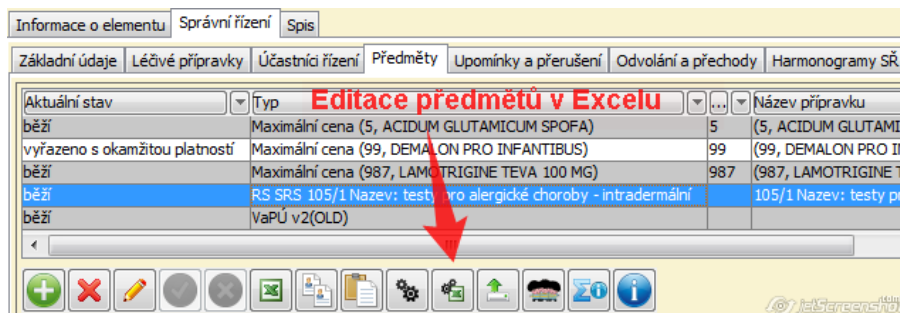 Informace o elementu Správní řízení Spis
Základní údaje Léčivé přípravky Účastníci řízení Předměty Upomínky a přerušení Odvolání a přechody Harmonogramy SŘ
Editace předmětů v Excelu
Aktuální stav Typ ... Název přípravku
běží Maximální cena (5, ACIDUM GLUTAMICUM SPOFA) 5 (5, ACIDUM GLUTAMI
vyřazeno s okamžitou platností Maximální cena (99, DEMALON PRO INFANTIBUS) 99 (99, DEMALON PRO I
běží Maximální cena (987, LAMOTRIGINE TEVA 100 MG) 987 (987, LAMOTRIGINE T
běží RS SRS 105/1 Nazev: testy pro alergické choroby - intradermální 105/1 Nazev: testy p
běží VaPÚ v2(OLD)